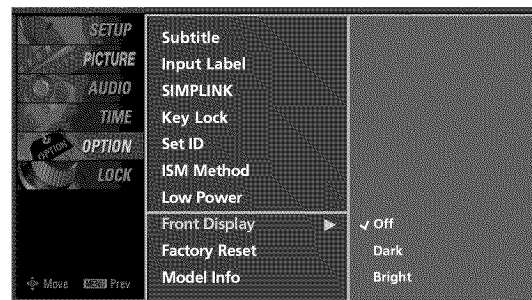 SETUP
PICTURE
AUDIO
TIME
OPTION
LOCK
Move MENU Prev
Subtitle
Input Label
SIMPLINK
Key Lock
Set ID
ISM Method
Low Power
Front Display
Factory Reset
Model Info
Off
Dark
Bright